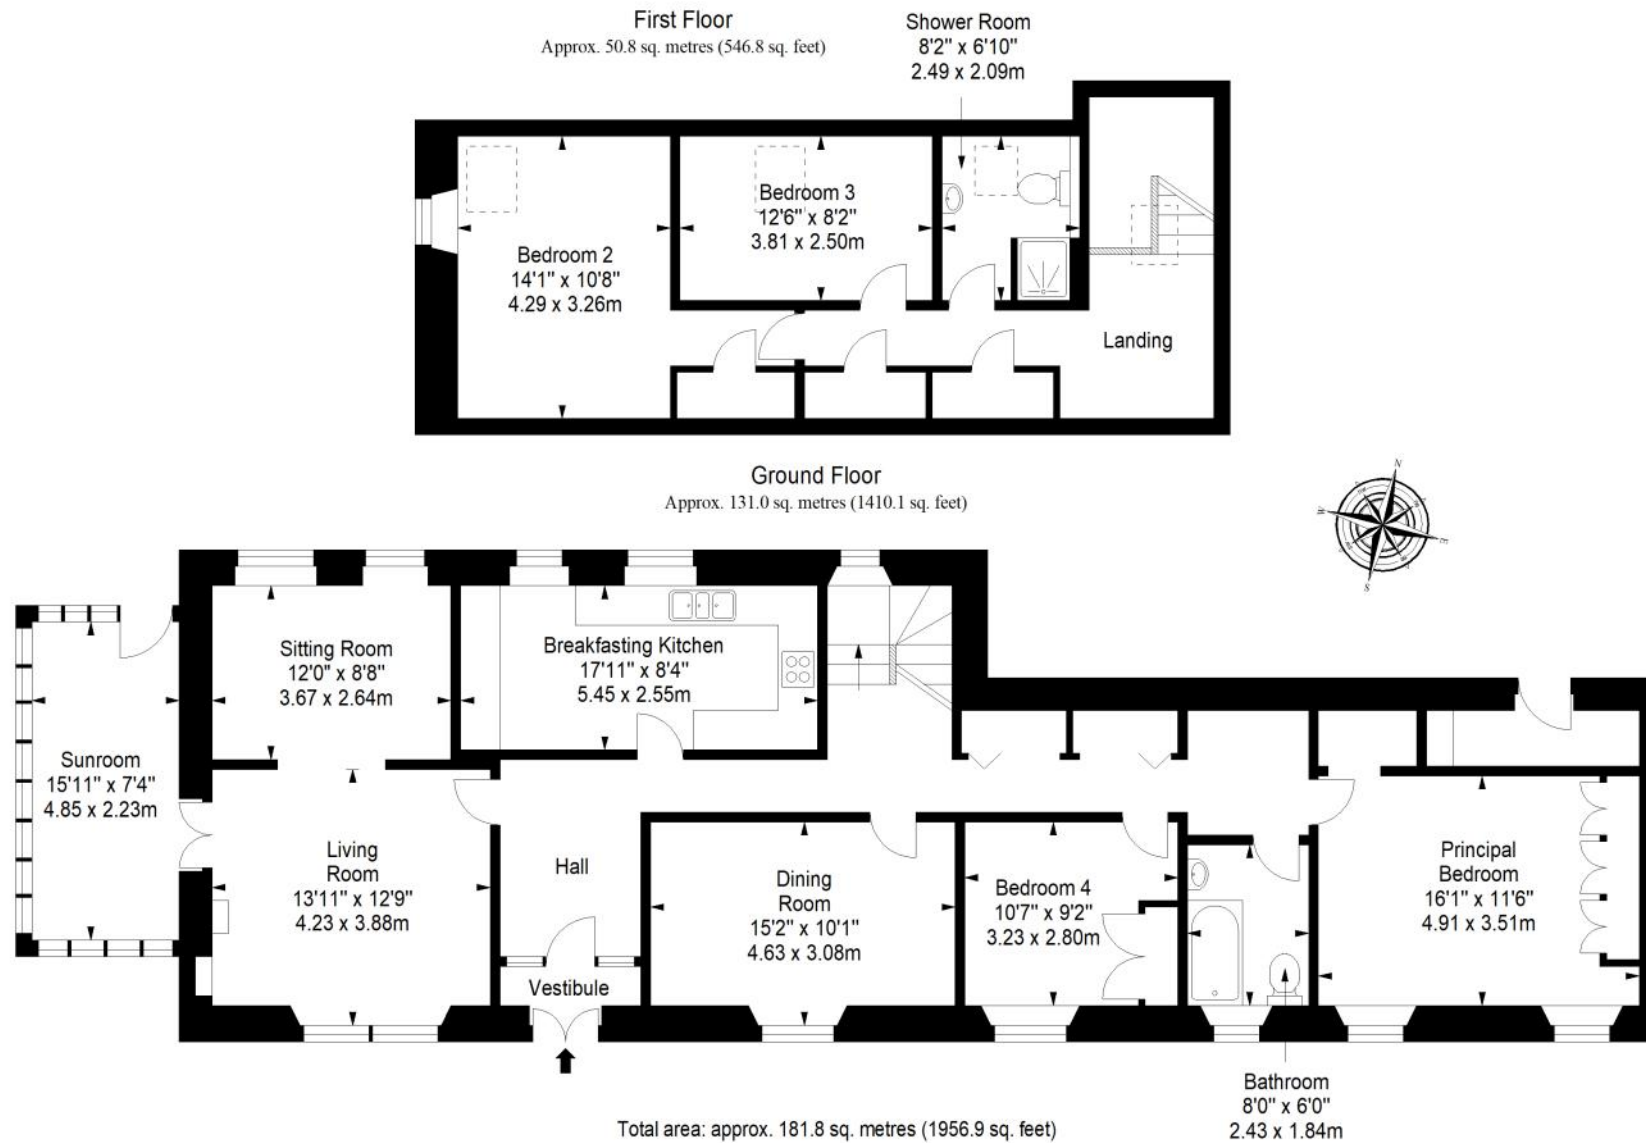 First Floor
Approx. 50.8 sq. metres (546.8 sq. feet)
Shower Room
8'2" x 6'10"
2.49 x 2.09m
Bedroom 3
12'6" x 8'2"
3.81 x 2.50m
Bedroom 2
14'1" x 10'8"
4.29 x 3.26m
Landing
Ground Floor
Approx. 131.0 sq. metres (1410.1 sq. feet)
N
W
E
S
Sitting Room
12'0" x 8'8"
3.67 x 2.64m
Breakfasting Kitchen
17'11" x 8'4"
5.45 x 2.55m
Sunroom
15'11" x 7'4"
4.85 x 2.23m
Living
Room
13'11" x 12'9"
4.23 x 3.88m
Hall
Vestibule
Dining
Room
15'2" x 10'1"
4.63 x 3.08m
Bedroom 4
10'7" x 9'2"
3.23 x 2.80m
Principal
Bedroom
16'1" x 11'6"
4.91 x 3.51m
Bathroom
8'0" x 6'0"
2.43 x 1.84m
Total area: approx. 181.8 sq. metres (1956.9 sq. feet)